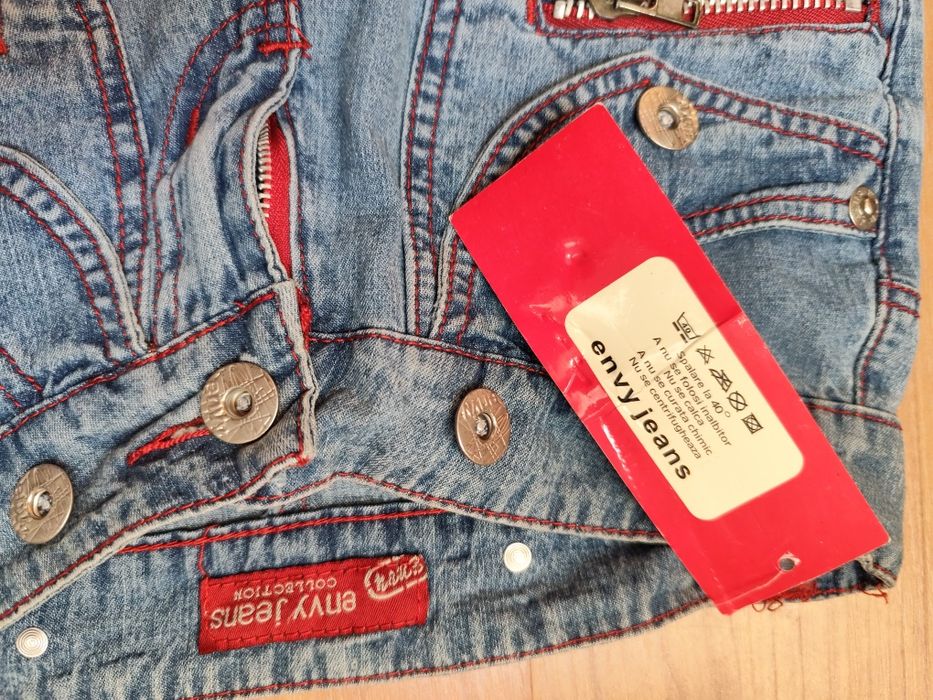 40
Spalare la 40°
A nu se folosi inalbitor
Nu se calca
A nu se curata chimic
Nu se centrifugheaza
envy jeans
envy jeans
COLLECTION